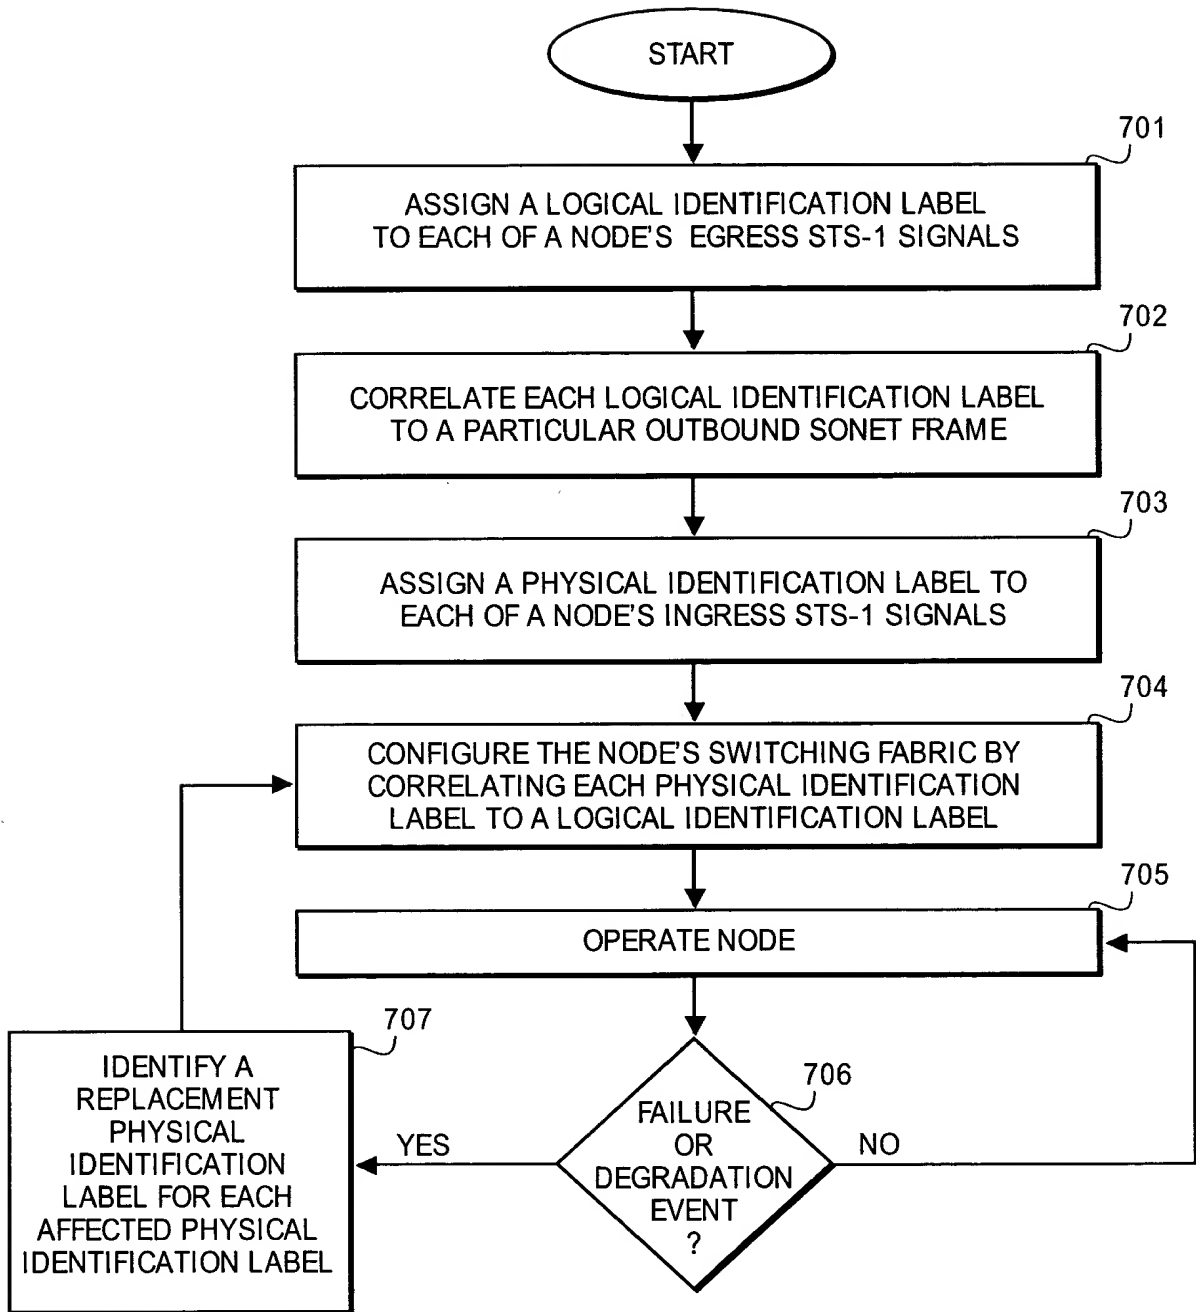 START
701
ASSIGN A LOGICAL IDENTIFICATION LABEL
TO EACH OF A NODE'S EGRESS STS-1 SIGNALS
702
CORRELATE EACH LOGICAL IDENTIFICATION LABEL
TO A PARTICULAR OUTBOUND SONET FRAME
703
ASSIGN A PHYSICAL IDENTIFICATION LABEL TO
EACH OF A NODE'S INGRESS STS-1 SIGNALS
704
CONFIGURE THE NODE'S SWITCHING FABRIC BY
CORRELATING EACH PHYSICAL IDENTIFICATION
LABEL TO A LOGICAL IDENTIFICATION LABEL
705
OPERATE NODE
706
FAILURE
OR
DEGRADATION
EVENT
?
NO
YES
707
IDENTIFY A
REPLACEMENT
PHYSICAL
IDENTIFICATION
LABEL FOR EACH
AFFECTED PHYSICAL
IDENTIFICATION LABEL